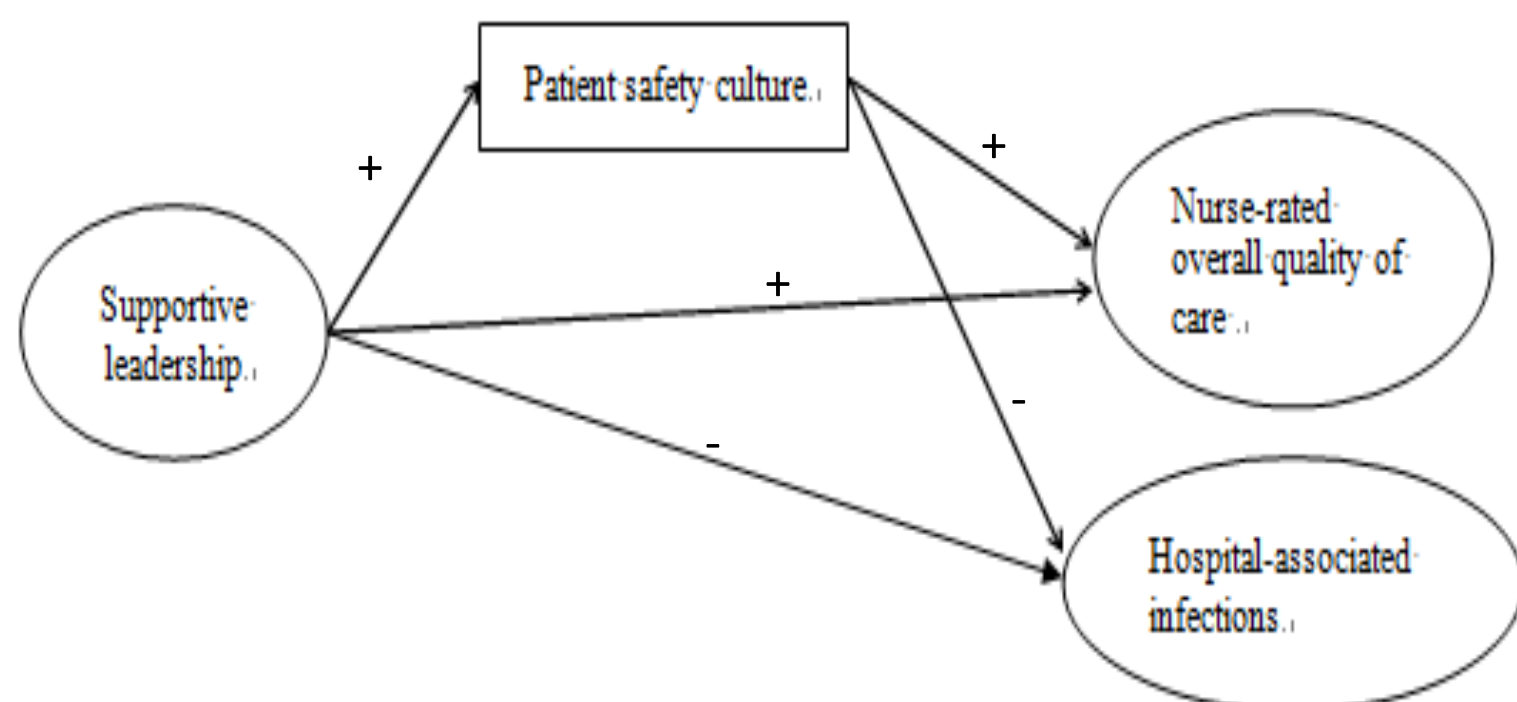 Patient safety culture.
+
+
Nurse-rated
overall quality of
care .
+
Supportive
leadership.
-
-
Hospital-associated
infections.